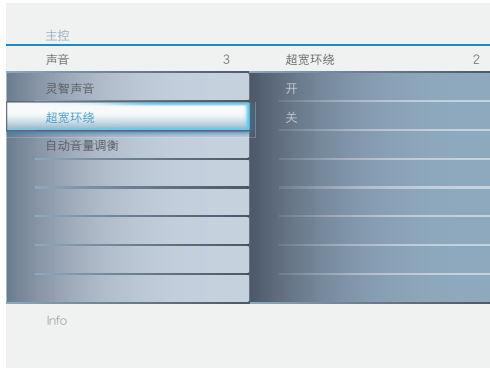 主控
声音 3 超宽环绕 2
灵智声音 开
超宽环绕 关
自动音量调衡
Info